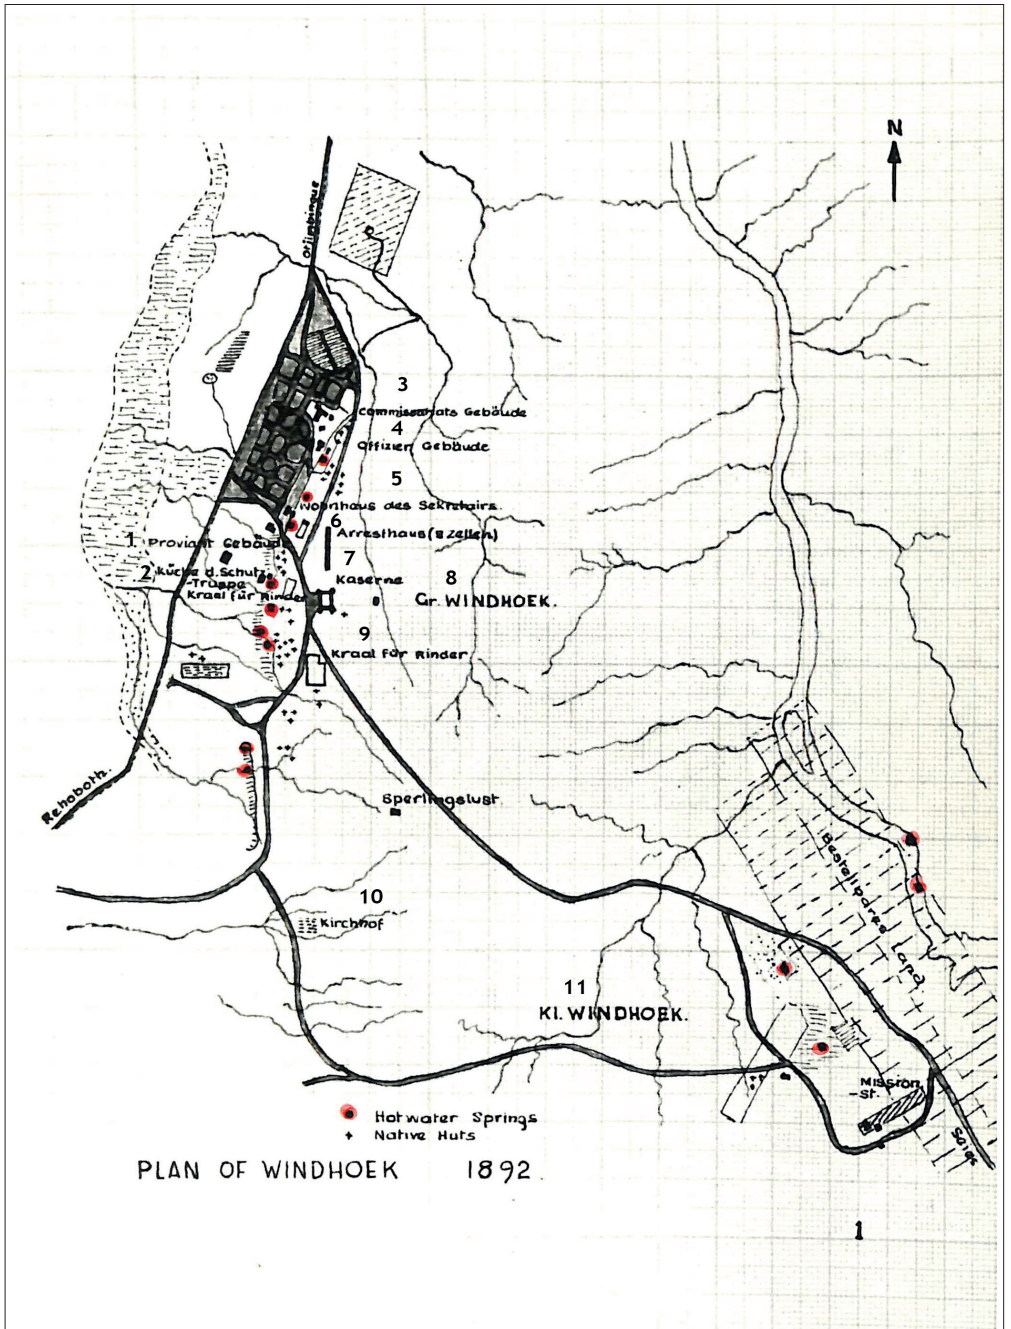 N
Otjimbingue
3
Commissariats Gebäude
4
Offizier Gebäude
5
Wohnhaus des Sekretairs.
6
Arresthaus (8 Zellen)
1
Proviant Gebäude
7
2
Küche d. Schutz
-Truppe
Kaserne
8
Kraal für Rinder
Gr. WINDHOEK.
9
Kraal für Rinder
Rehoboth.
Sperlingslust.
Bestellbares Land.
10
Kirchhof
11
Kl. WINDHOEK.
Mission
-st.
Seigs
Hotwater Springs
Native Huts
PLAN OF WINDHOEK 1892.
1